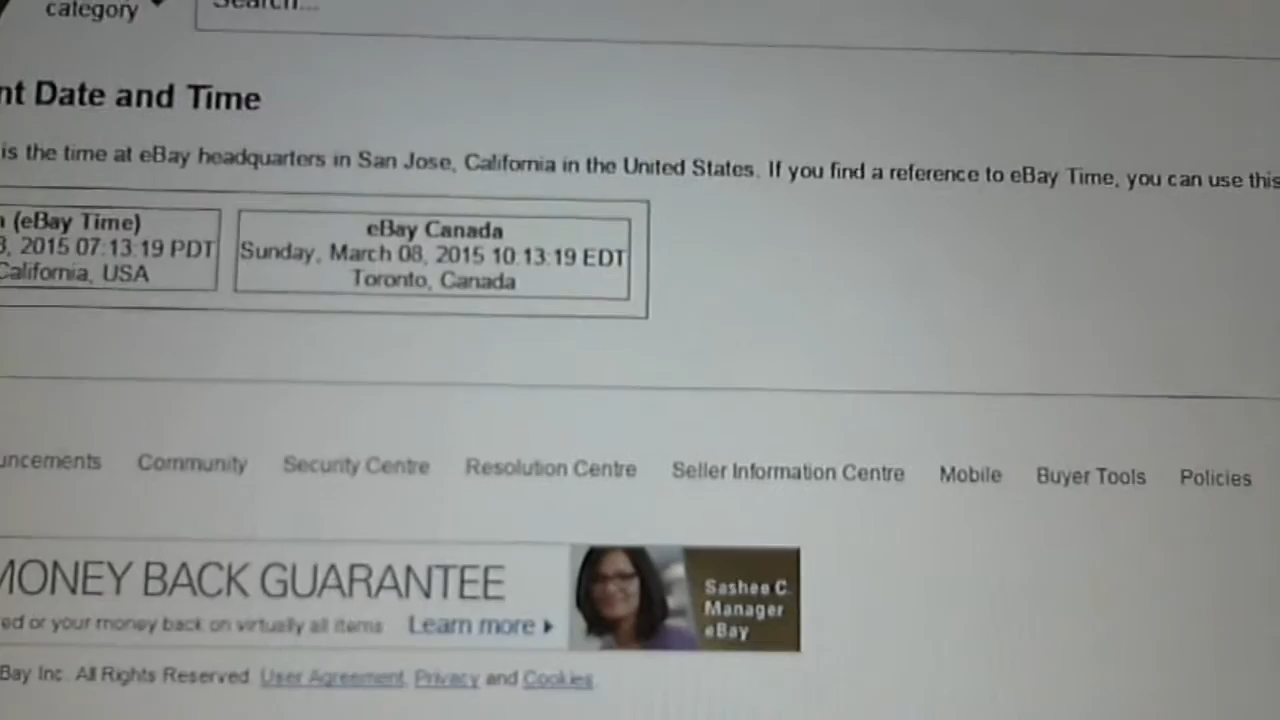 category
Search...
nt Date and Time
is the time at eBay headquarters in San Jose, California in the United States. If you find a reference to eBay Time, you can use this
(eBay Time)
eBay Canada
, 2015 07:13:19 PDT
Sunday, March 08, 2015 10:13:19 EDT
California, USA
Toronto, Canada
uncements Community Security Centre Resolution Centre Seller Information Centre Mobile Buyer Tools Policies
MONEY BACK GUARANTEE
Sashee C.
Manager
eBay
ed or your money back on virtually all items Learn more
Bay Inc. All Rights Reserved. User Agreement, Privacy and Cookies